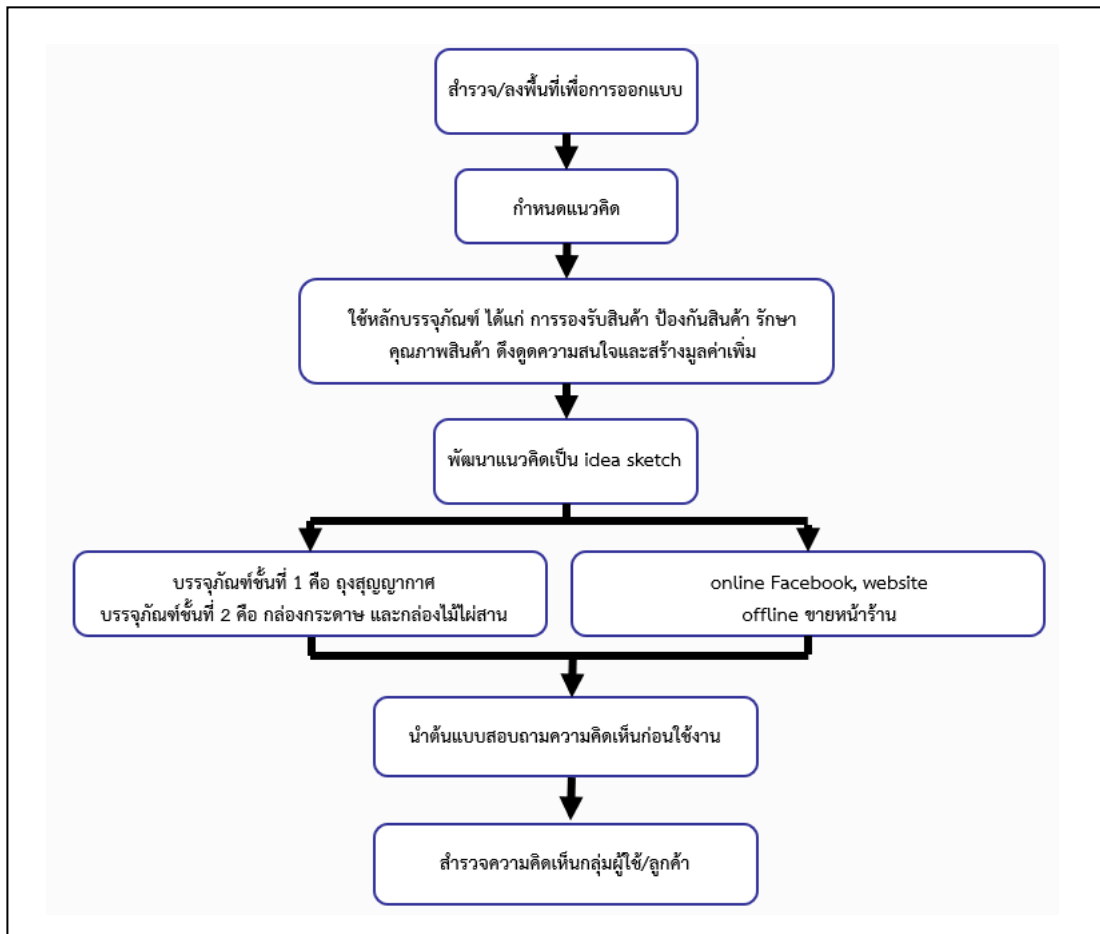 สำรวจ/ลงพื้นที่เพื่อการออกแบบ
กำหนดแนวคิด
ใช้หลักบรรจุภัณฑ์ ได้แก่ การรองรับสินค้า ป้องกันสินค้า รักษา
คุณภาพสินค้า ดึงดูดความสนใจและสร้างมูลค่าเพิ่ม
พัฒนาแนวคิดเป็น idea sketch
บรรจุภัณฑ์ชั้นที่ 1 คือ ถุงสุญญากาศ
บรรจุภัณฑ์ชั้นที่ 2 คือ กล่องกระดาษ และกล่องไม้ไผ่สาน
online Facebook, website
offline ขายหน้าร้าน
นำต้นแบบสอบถามความคิดเห็นก่อนใช้งาน
สำรวจความคิดเห็นกลุ่มผู้ใช้/ลูกค้า